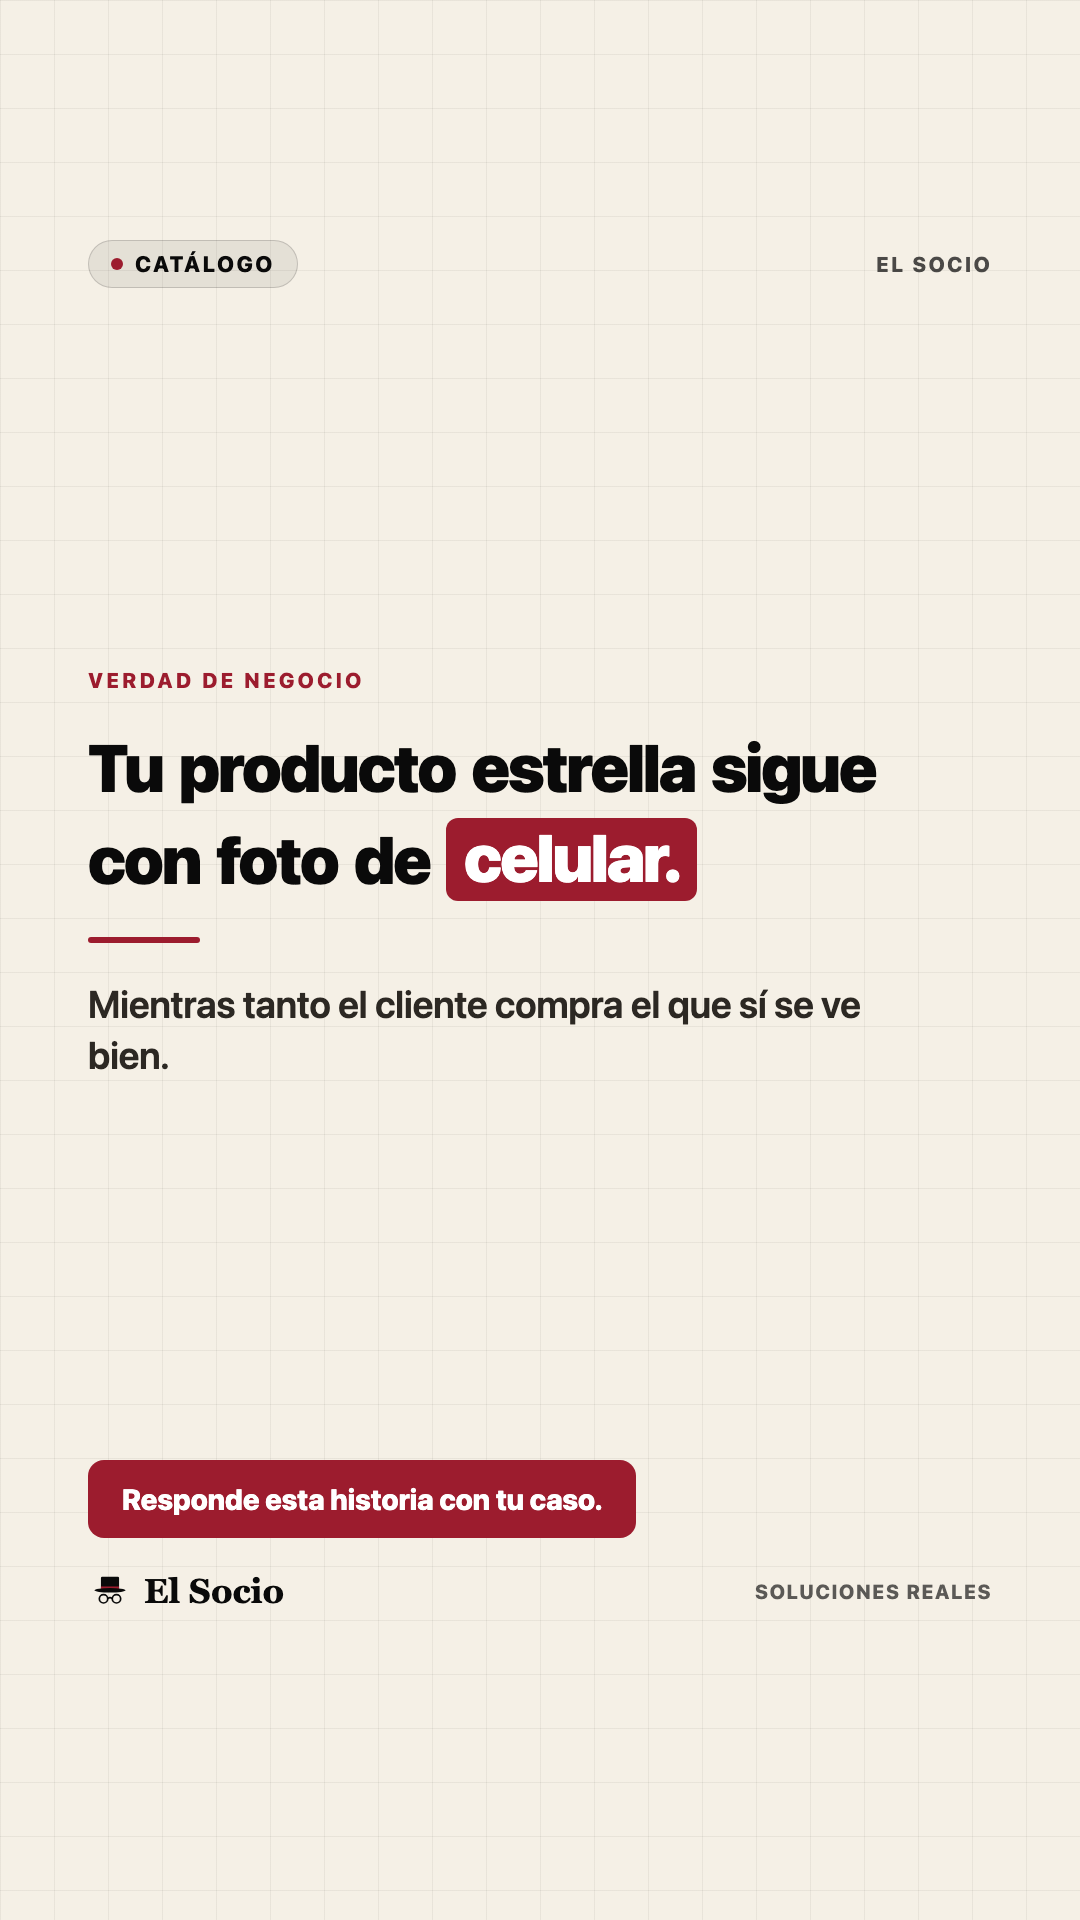 CATÁLOGO
EL SOCIO
VERDAD DE NEGOCIO
Tu producto estrella sigue
con foto de celular.
Mientras tanto el cliente compra el que sí se ve
bien.
Responde esta historia con tu caso.
El Socio
SOLUCIONES REALES